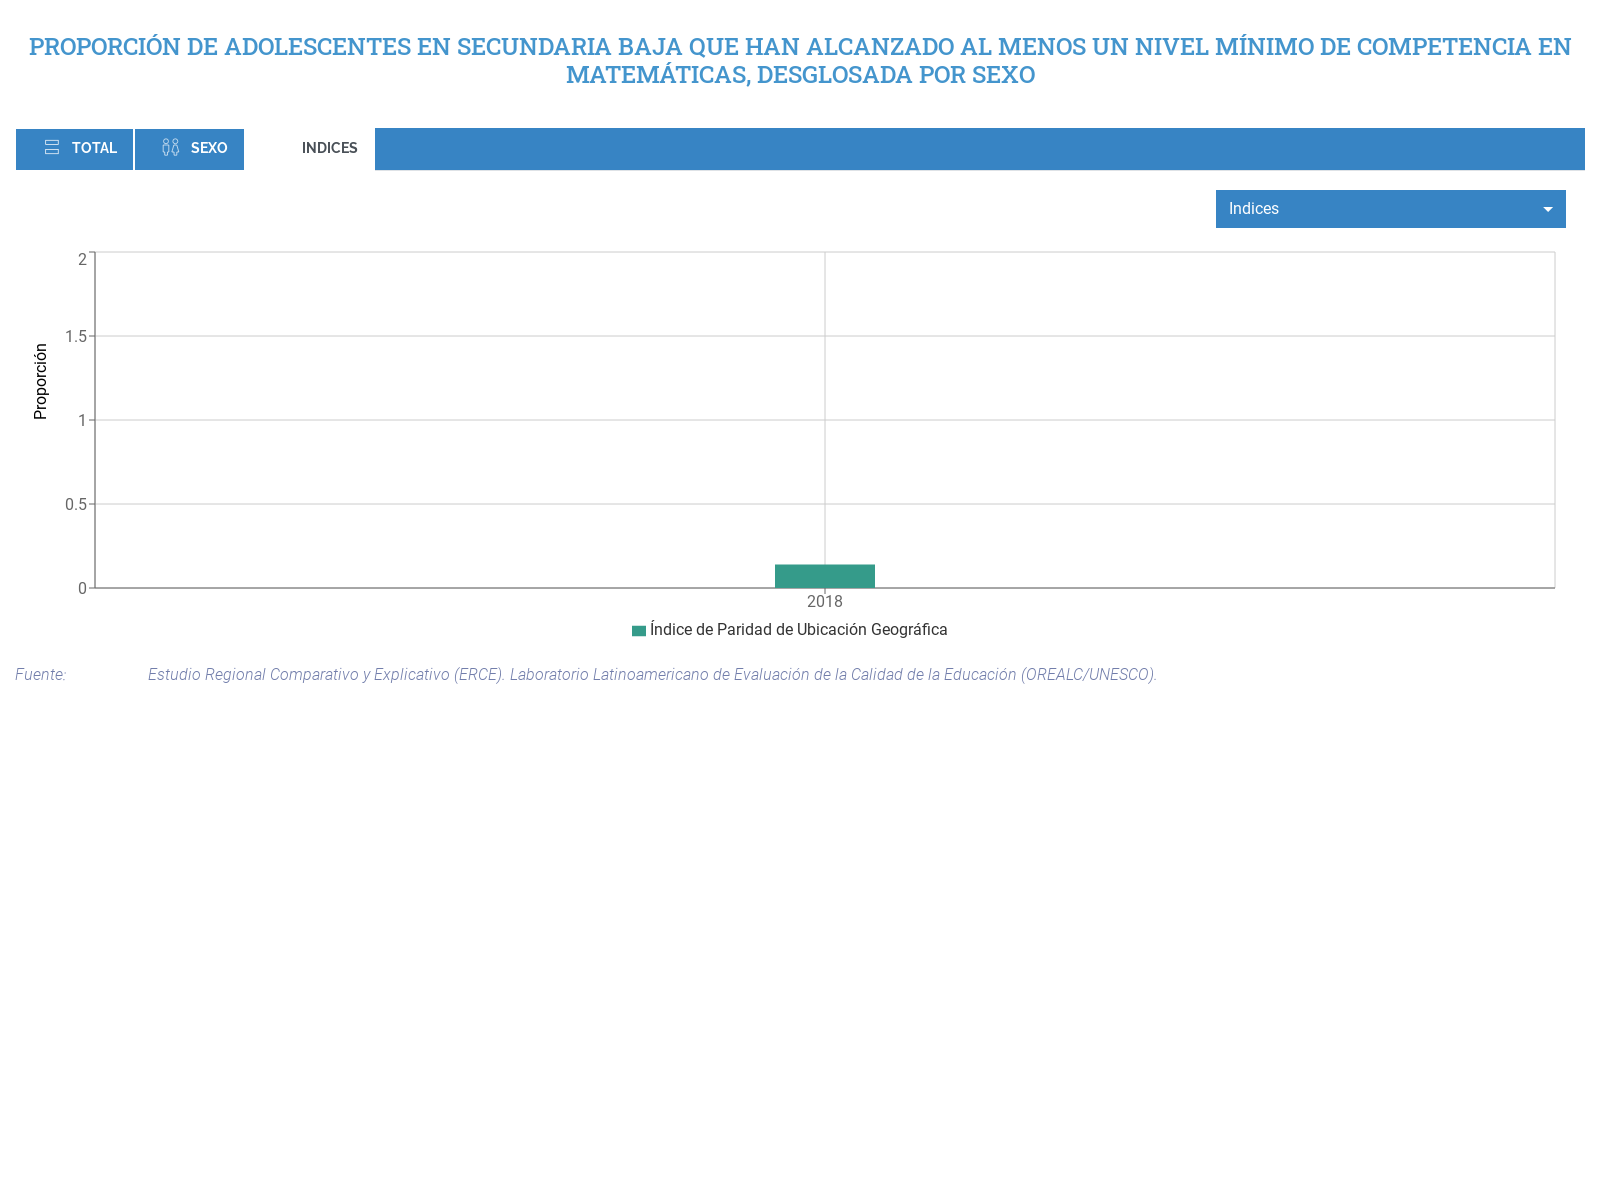 PROPORCIÓN DE ADOLESCENTES EN SECUNDARIA BAJA QUE HAN ALCANZADO AL MENOS UN NIVEL MÍNIMO DE COMPETENCIA EN
MATEMÁTICAS, DESGLOSADA POR SEXO
TOTAL SEXO INDICES
Indices
2
1.5
Proporción
1
0.5
0
2018
Índice de Paridad de Ubicación Geográfica
Fuente: Estudio Regional Comparativo y Explicativo (ERCE). Laboratorio Latinoamericano de Evaluación de la Calidad de la Educación (OREALC/UNESCO).